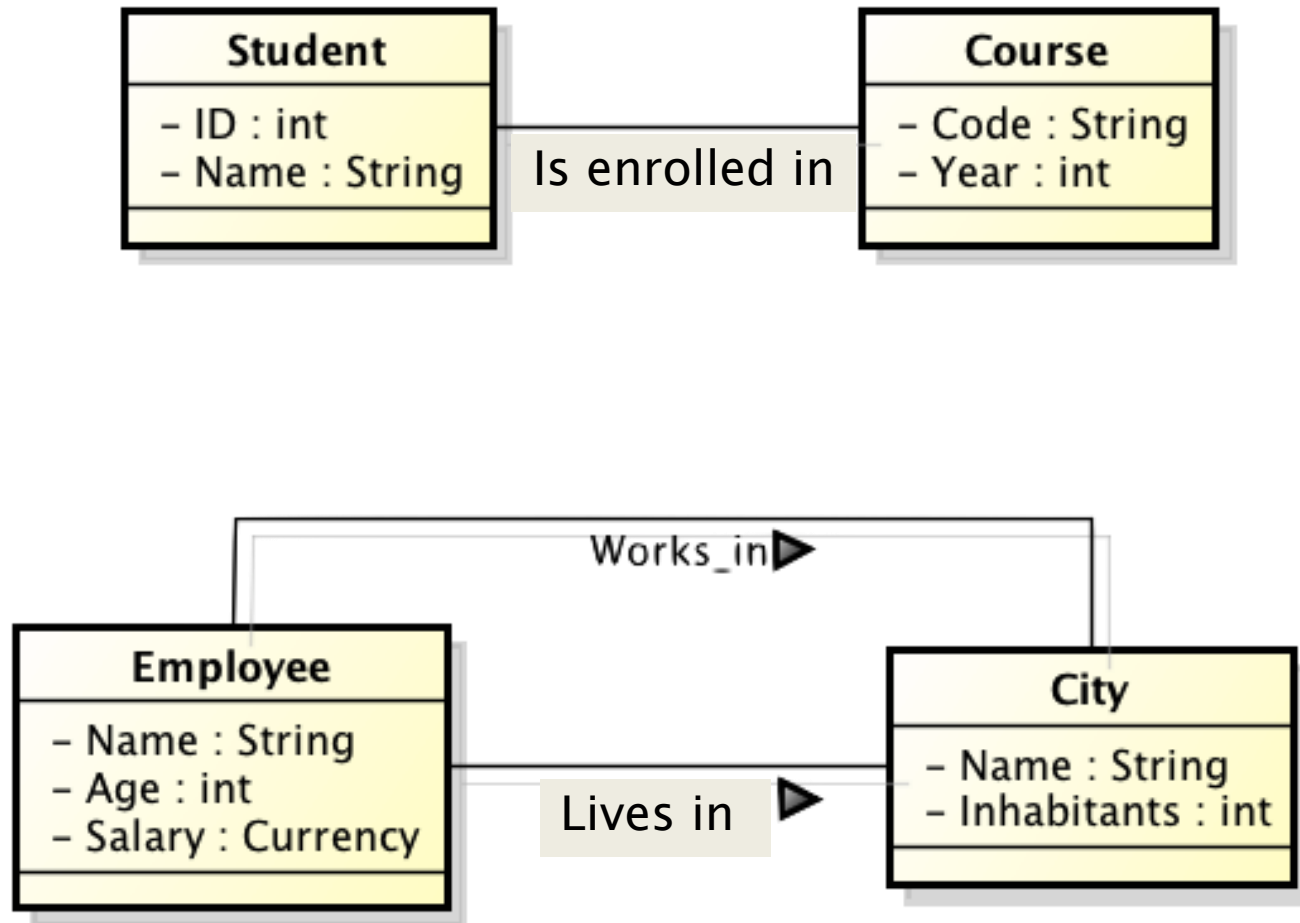 Student
– ID : int
– Name : String
Is enrolled in
Course
– Code : String
– Year : int
Works_in
Employee
– Name : String
– Age : int
– Salary : Currency
Lives in
City
– Name : String
– Inhabitants : int